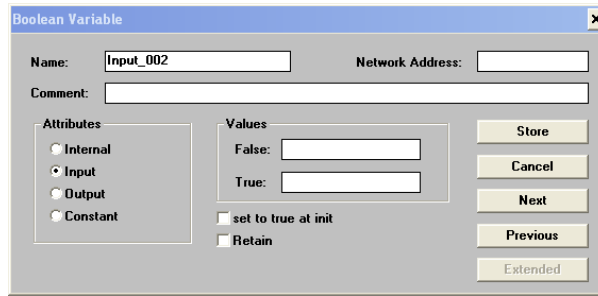 Boolean Variable
Name: Input_002 Network Address:
Comment:
Attributes
Internal
Input
Output
Constant
Values
False:
True:
set to true at init
Retain
Store
Cancel
Next
Previous
Extended